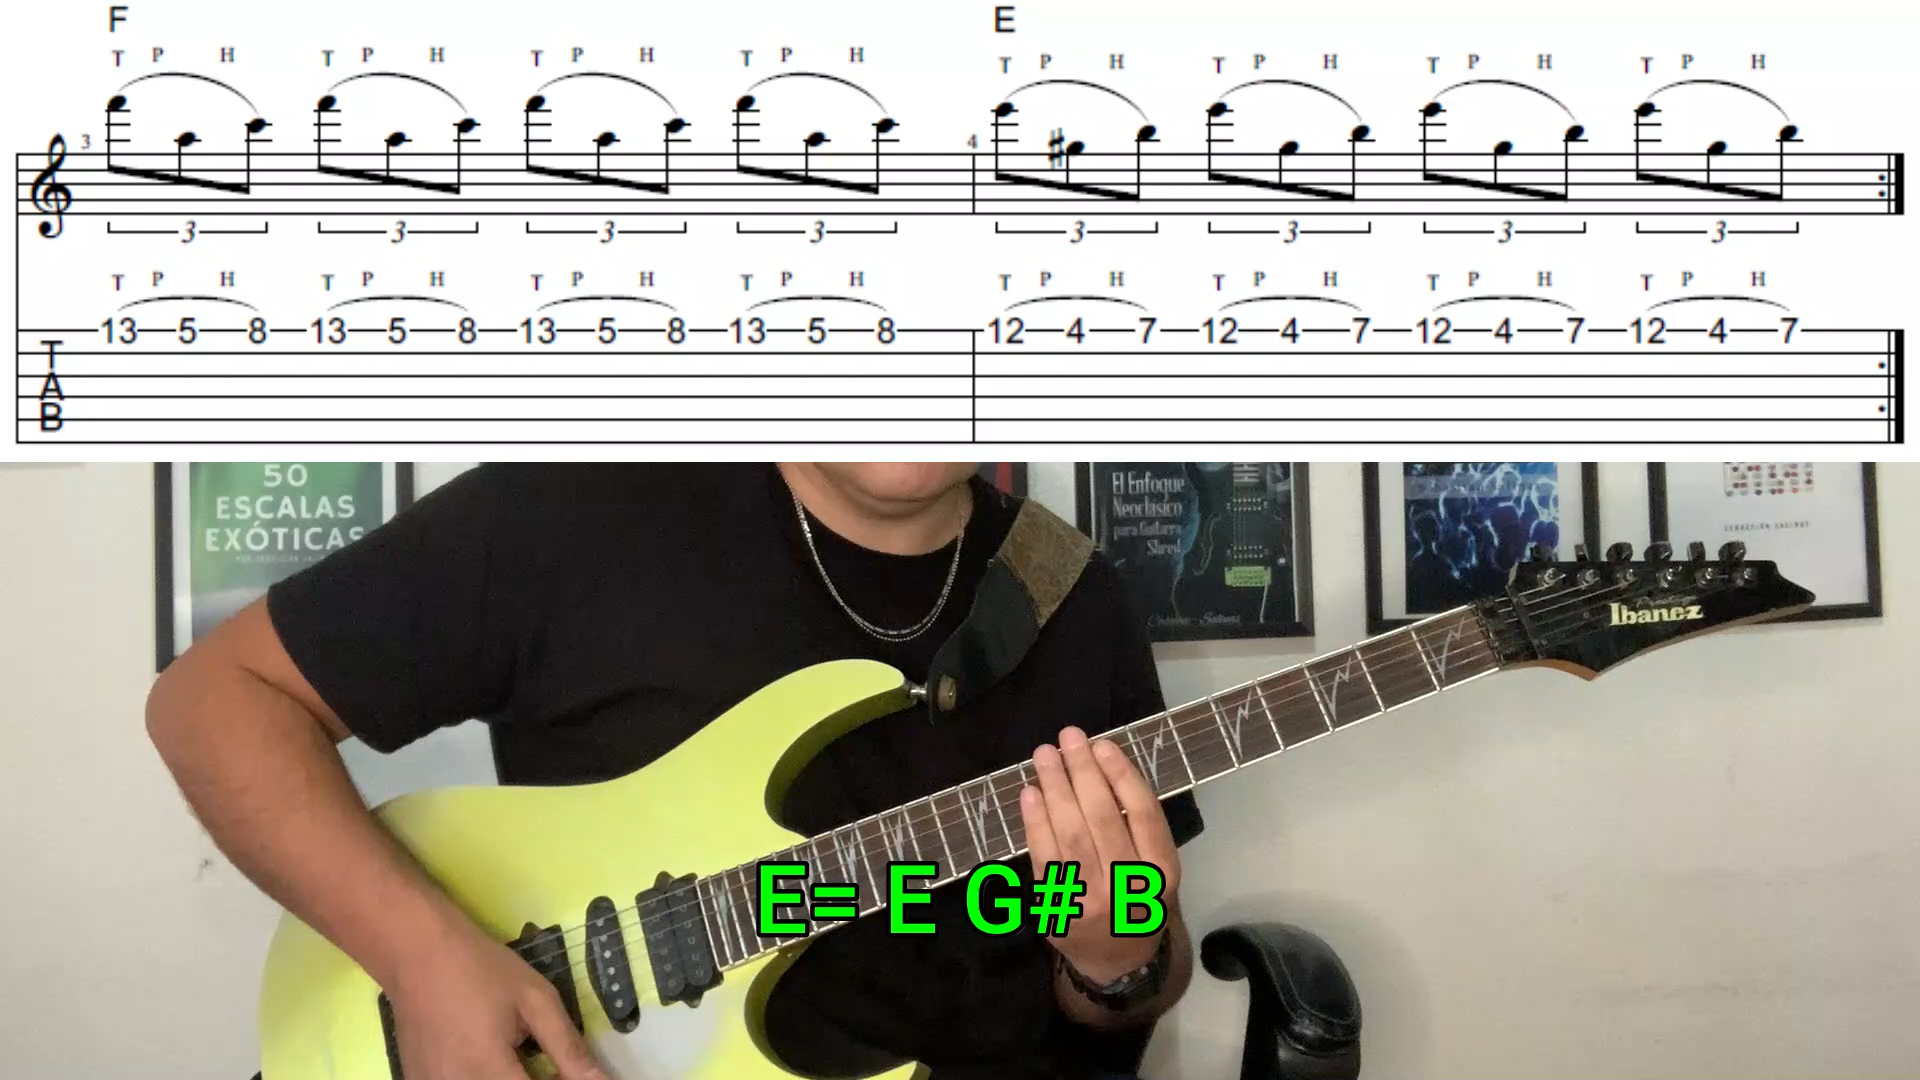 F E
T P H T P H T P H T P H T P H T P H T P H T P H
3 4
3 3 3 3 3 3 3 3
T P H T P H T P H T P H T P H T P H T P H T P H
13 5 8 13 5 8 13 5 8 13 5 8 12 4 7 12 4 7 12 4 7 12 4 7
T
A
B
50
ESCALAS
EXÓTICAS
El Enfoque
Neoclásico
para Guitarra
Shred
Ibanez
E= E G# B